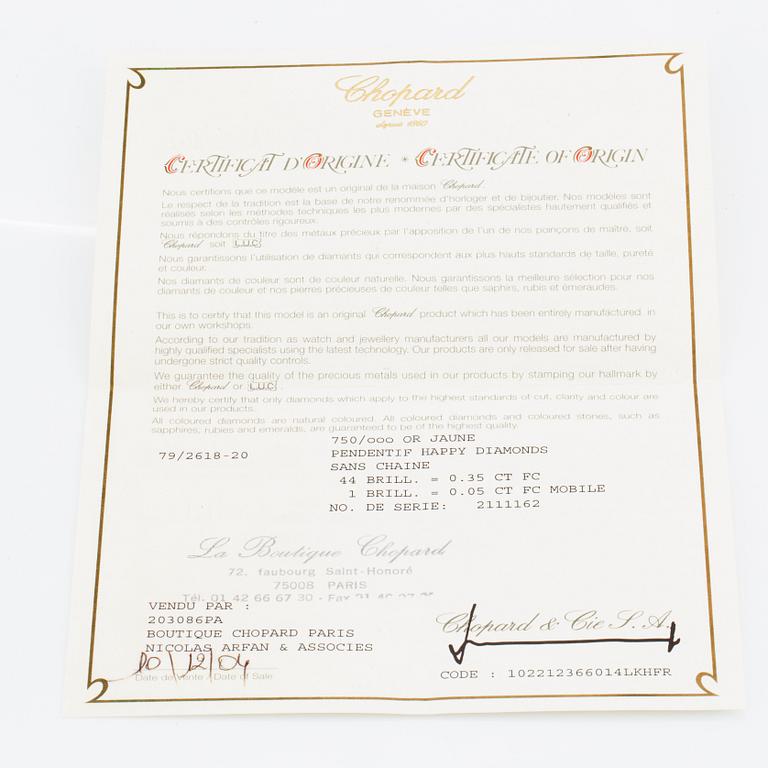 Chopard
GENÈVE
depuis 1860
CERTIFICAT D'ORIGINE * CERTIFICATE OF ORIGIN
Nous certifions que ce modèle est un original de la maison Chopard.
Le respect de la tradition est la base de notre renommée d'horloger et de bijoutier. Nos modèles sont
réalisés selon les méthodes techniques les plus modernes par des spécialistes hautement qualifiés et
soumis à des contrôles rigoureux.
Nous répondons du titre des métaux précieux par l'apposition de l'un de nos poinçons de maître, soit
Chopard soit L.U.C
Nous garantissons l'utilisation de diamants qui correspondent aux plus hauts standards de taille, pureté
et couleur.
Nos diamants de couleur sont de couleur naturelle. Nous garantissons la meilleure sélection pour nos
diamants de couleur et nos pierres précieuses de couleur telles que saphirs, rubis et émeraudes.
This is to certify that this model is an original Chopard product which has been entirely manufactured in
our own workshops.
According to our tradition as watch and jewellery manufacturers all our models are manufactured by
highly qualified specialists using the latest technology. Our products are only released for sale after having
undergone strict quality controls.
We guarantee the quality of the precious metals used in our products by stamping our hallmark by
either Chopard or L.U.C.
We hereby certify that only diamonds which apply to the highest standards of cut, clarity and colour are
used in our products.
All coloured diamonds are natural coloured. All coloured diamonds and coloured stones, such as
sapphires, rubies and emeralds, are guaranteed to be of the highest quality.
750/ooo OR JAUNE
79/2618-20 PENDENTIF HAPPY DIAMONDS
SANS CHAINE
44 BRILL. = 0.35 CT FC
1 BRILL. = 0.05 CT FC MOBILE
NO. DE SERIE: 2111162
La Boutique Chopard
72, faubourg Saint-Honoré
75008 PARIS
Tél. 01 42 66 67 30 - Fax
VENDU PAR :
203086PA
BOUTIQUE CHOPARD PARIS
NICOLAS ARFAN & ASSOCIES
Chopard & Cie S.A.
10/12/04
Date de Vente / Date of Sale
CODE : 102212366014LKHFR